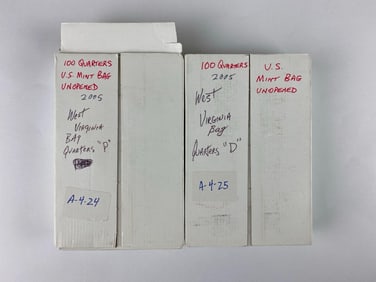 100 QUARTERS
U.S. MINT BAG
UNOPENED
2005
West
VIRGINIA
BAG
QUARTERS "P"
A-4-24
100 QUARTERS
2005
West
VIRGINIA
Bag
QUARTERS "D"
A-4-25
U.S.
MINT BAG
UNOPENED